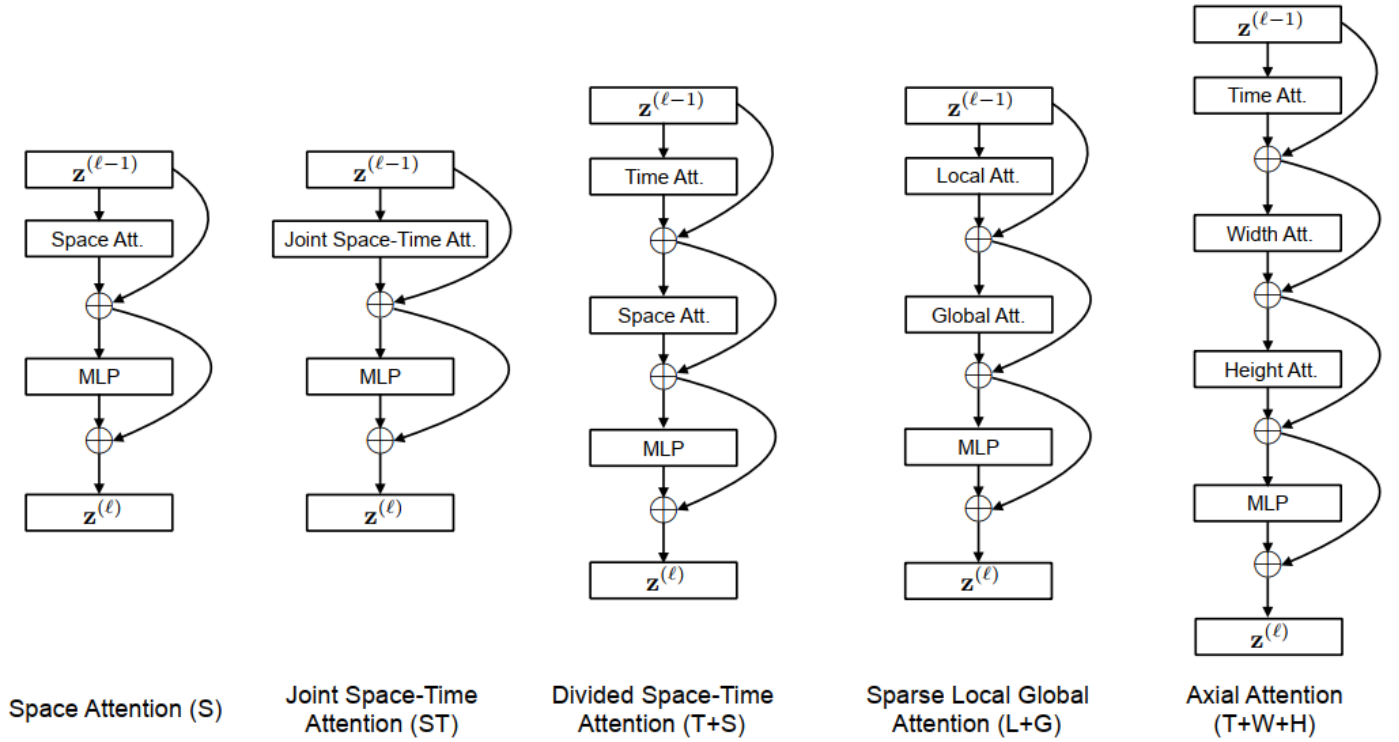 z^(ℓ−1)
Space Att.
MLP
z^(ℓ)
Space Attention (S)
z^(ℓ−1)
Joint Space-Time Att.
MLP
z^(ℓ)
Joint Space-Time
Attention (ST)
z^(ℓ−1)
Time Att.
Space Att.
MLP
z^(ℓ)
Divided Space-Time
Attention (T+S)
z^(ℓ−1)
Local Att.
Global Att.
MLP
z^(ℓ)
Sparse Local Global
Attention (L+G)
z^(ℓ−1)
Time Att.
Width Att.
Height Att.
MLP
z^(ℓ)
Axial Attention
(T+W+H)